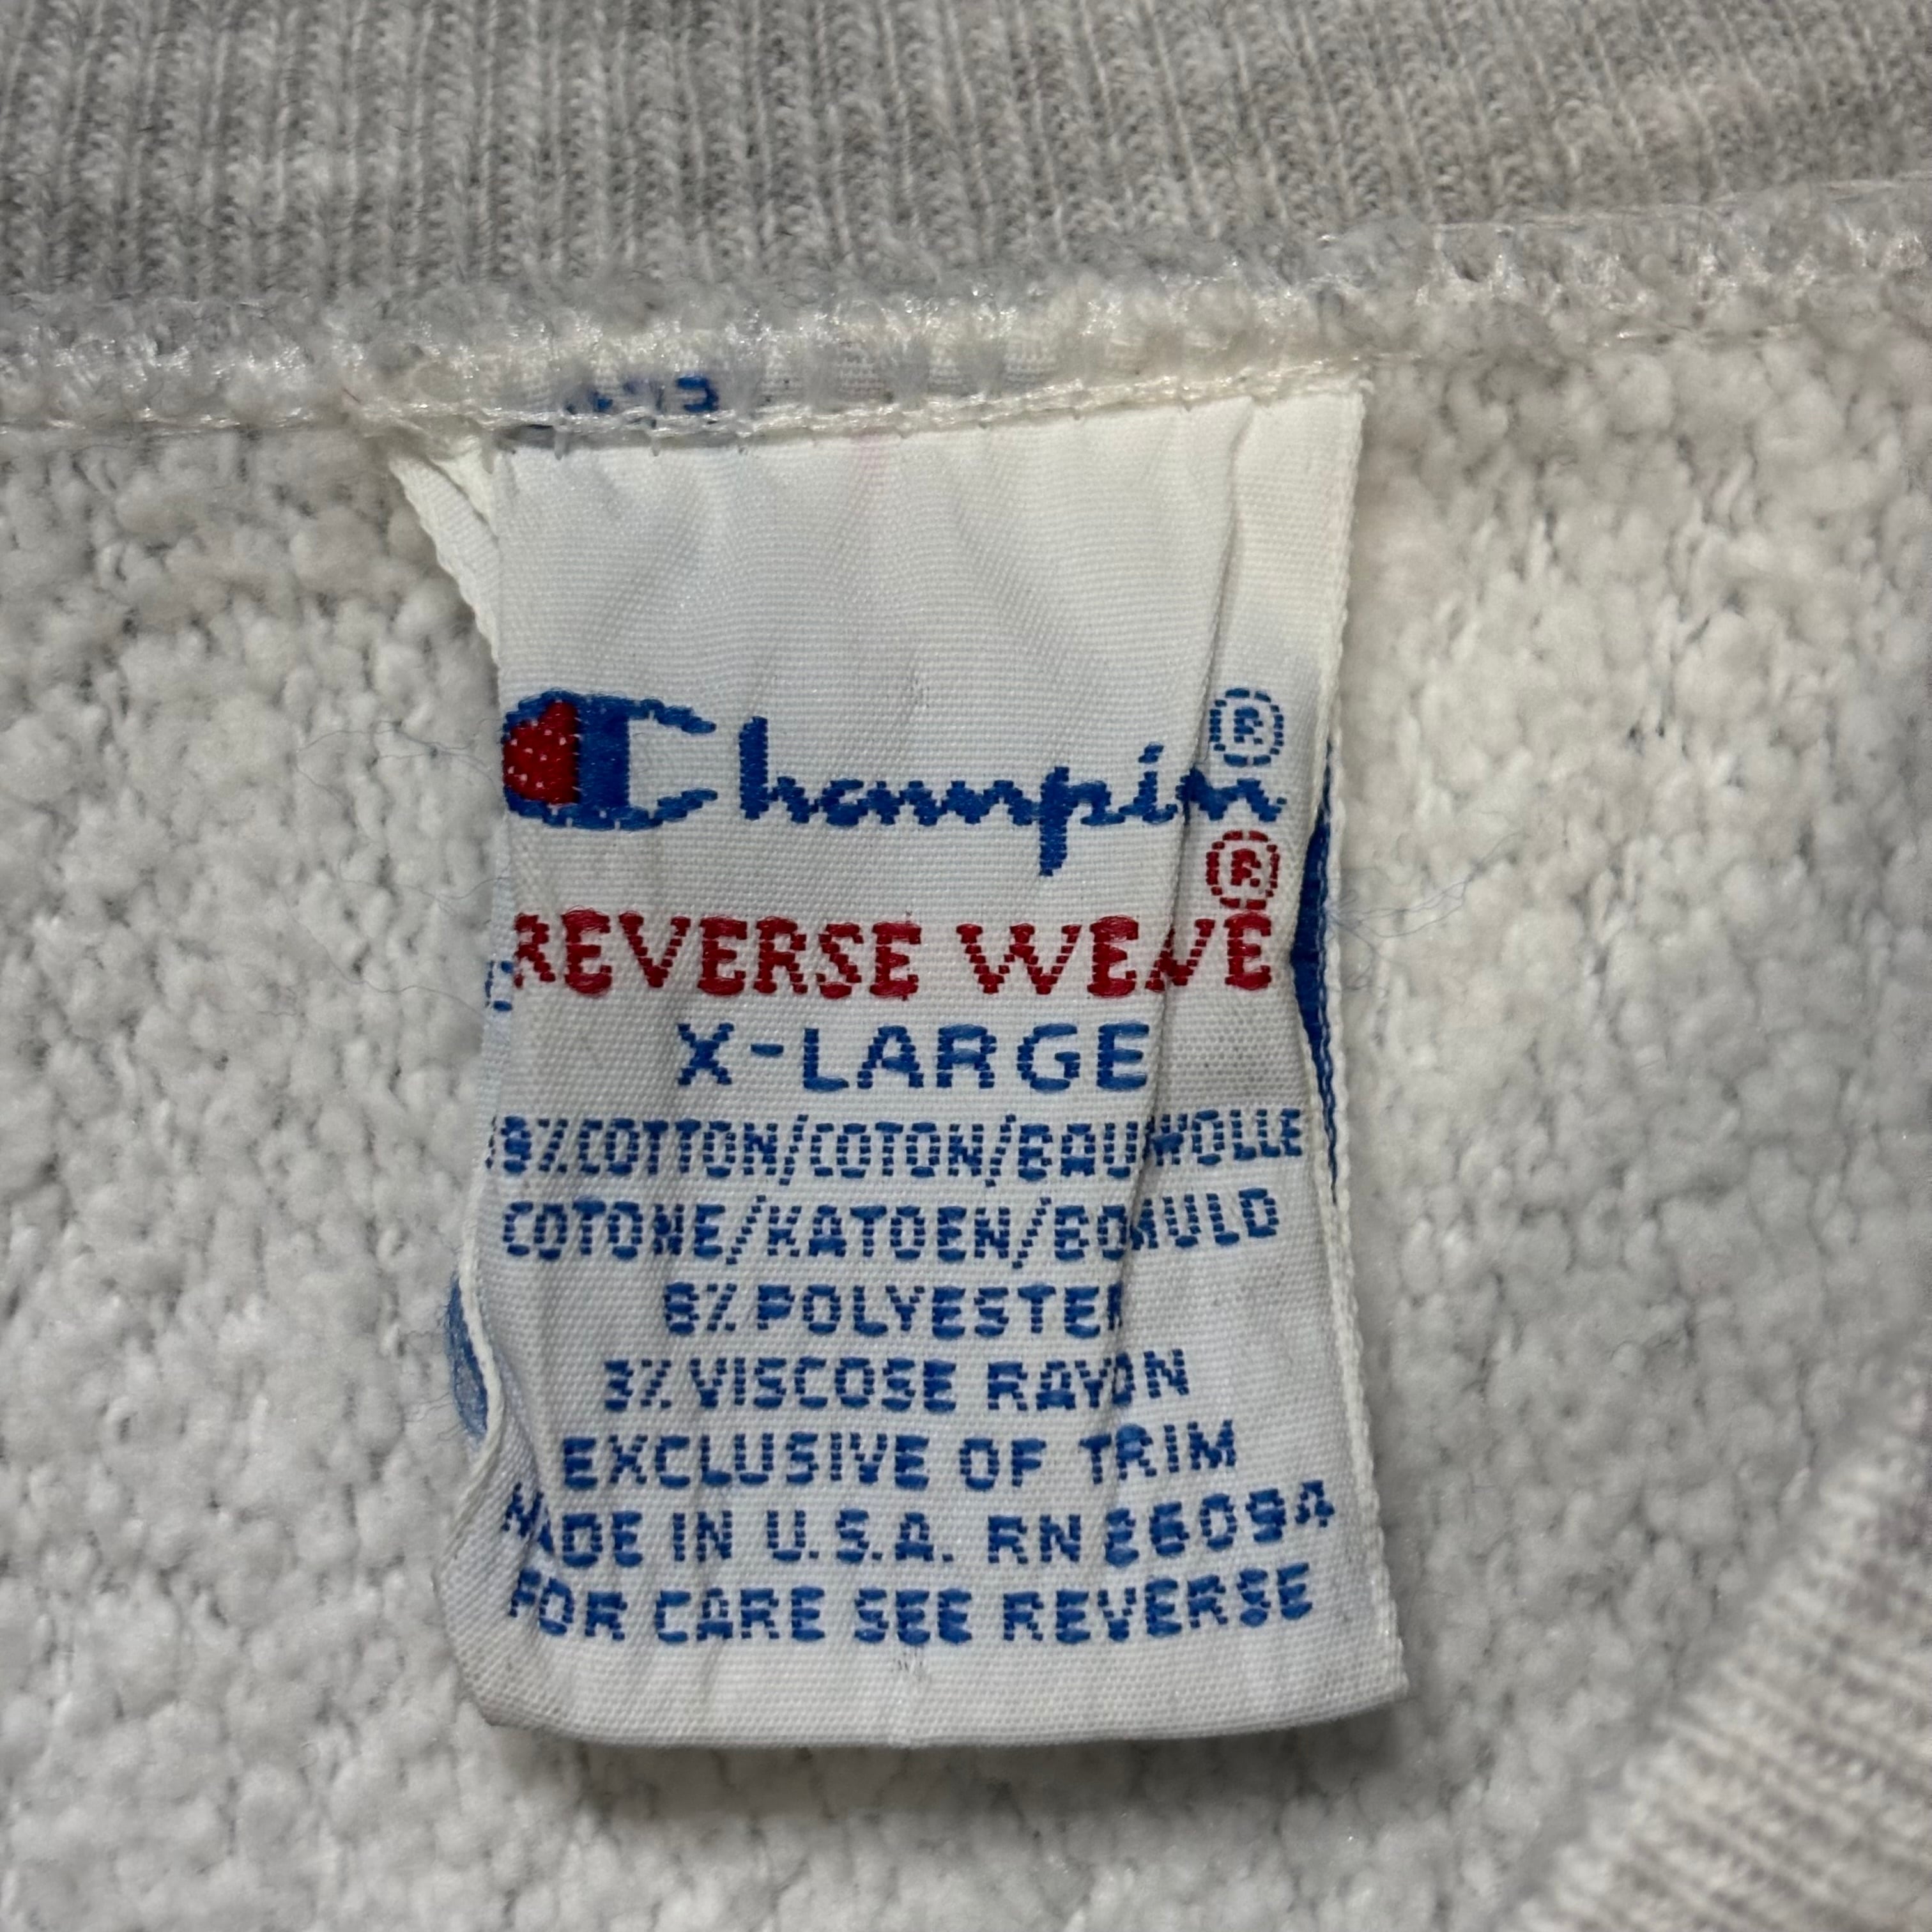 Champion®
®
REVERSE WEAVE
X-LARGE
89%COTTON/COTON/BAUMWOLLE
COTONE/KATOEN/BOMULD
8% POLYESTER
3% VISCOSE RAYON
EXCLUSIVE OF TRIM
MADE IN U.S.A. RN 26094
FOR CARE SEE REVERSE